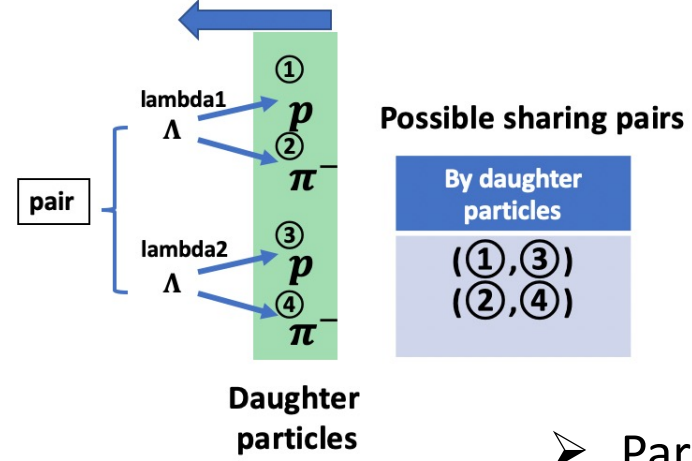 ①
lambda1
p
Λ
②
π⁻
pair
③
lambda2
p
Λ
④
π⁻
Daughter
particles
Possible sharing pairs
By daughter
particles
(①,③)
(②,④)
➢ Par